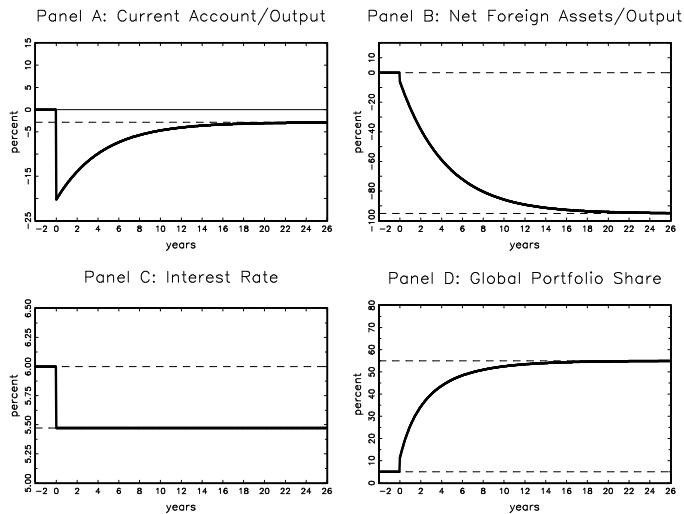 Panel A: Current Account/Output
15
10
5
0
-5
-15
-25
percent
-2 0 2 4 6 8 10 12 14 16 18 20 22 24 26
years
Panel B: Net Foreign Assets/Output
10
0
-20
-40
-60
-80
-100
percent
-2 0 2 4 6 8 10 12 14 16 18 20 22 24 26
years
Panel C: Interest Rate
6.50
6.25
6.00
5.75
5.50
5.25
5.00
percent
-2 0 2 4 6 8 10 12 14 16 18 20 22 24 26
years
Panel D: Global Portfolio Share
80
70
60
50
40
30
20
10
0
percent
-2 0 2 4 6 8 10 12 14 16 18 20 22 24 26
years